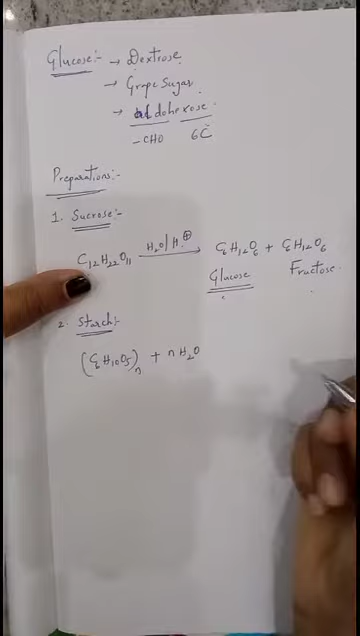 Glucose:- → Dextrose
→ Grape Sugar
→ aldohexose
-CHO 6C
Preparations:-
1. Sucrose:-
C12H22O11 H2O/H⊕ → C6H12O6 + C6H12O6
Glucose Fructose
2. Starch:-
(C6H10O5)n + nH2O